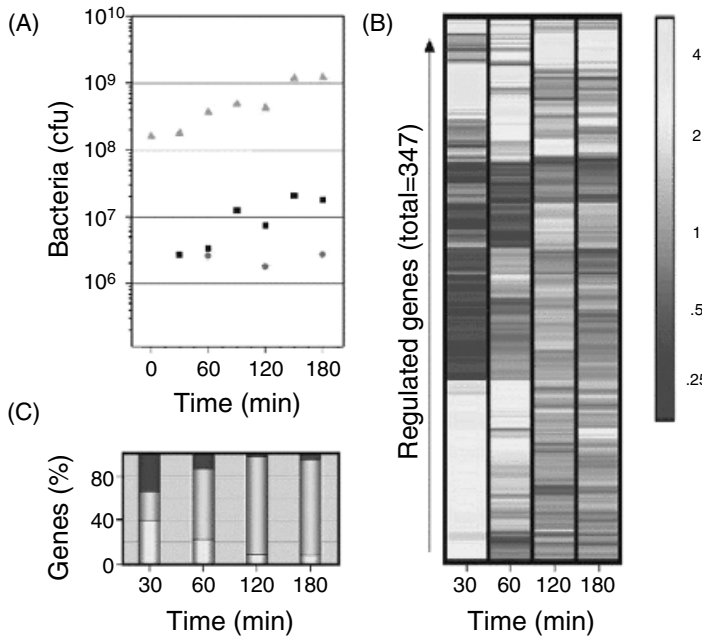 (A)
10¹⁰
10⁹
10⁸
10⁷
10⁶
Bacteria (cfu)
0 60 120 180
Time (min)
(B)
Regulated genes (total=347)
30 60 120 180
Time (min)
4
2
1
.5
.25
(C)
Genes (%)
80
40
0
30 60 120 180
Time (min)